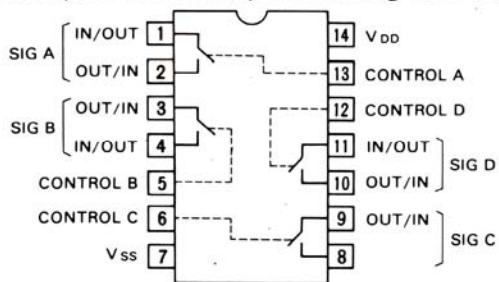 SIG A
IN/OUT 1
OUT/IN 2
SIG B
OUT/IN 3
IN/OUT 4
CONTROL B 5
CONTROL C 6
VSS 7
14 VDD
13 CONTROL A
12 CONTROL D
11 IN/OUT
10 OUT/IN
SIG D
9 OUT/IN
8
SIG C